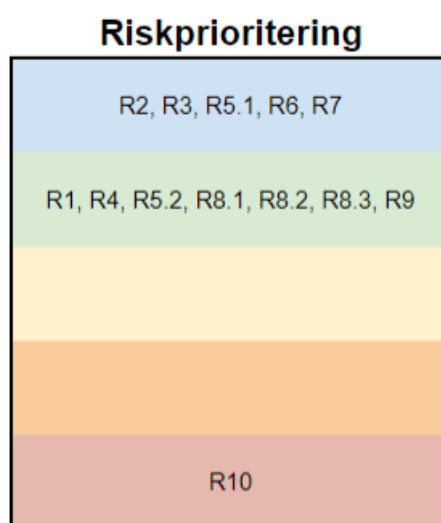 Riskprioritering
R2, R3, R5.1, R6, R7
R1, R4, R5.2, R8.1, R8.2, R8.3, R9
R10